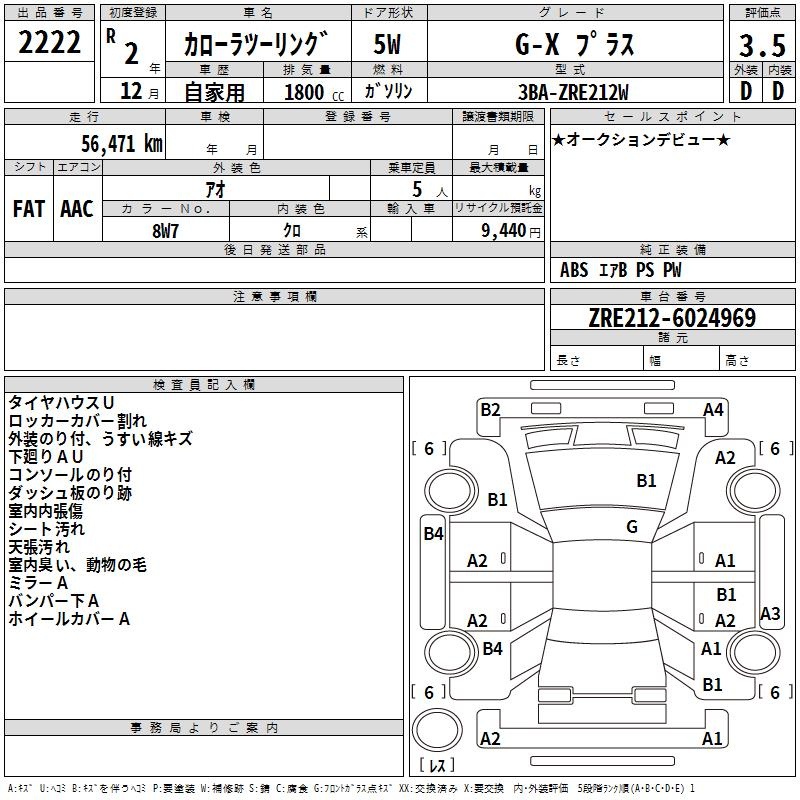 出品番号 初度登録 車名 ドア形状 グレード 評価点
2222 R 2 年 ｶﾛｰﾗﾂｰﾘﾝｸﾞ 5W G-X ﾌﾟﾗｽ 3.5
車歴 排気量 燃料 型式 外装 内装
12 月 自家用 1800 CC ｶﾞｿﾘﾝ 3BA-ZRE212W D D
走行 車検 登録番号 譲渡書類期限 セールスポイント
56,471 km 年 月 月 日 ★オークションデビュー★
シフト エアコン 外装色 乗車定員 最大積載量
FAT AAC ｱｵ 5 人 kg
カラーNo. 内装色 輸入車 リサイクル預託金
8W7 ｸﾛ 系 9,440 円
後日発送部品 純正装備
ABS ｴｱB PS PW
注意事項欄 車台番号
ZRE212-6024969
諸元
長さ 幅 高さ
検査員記入欄
タイヤハウスU
ロッカーカバー割れ
外装のり付、うすい線キズ
下廻りAU
コンソールのり付
ダッシュ板のり跡
室内内張傷
シート汚れ
天張汚れ
室内臭い、動物の毛
ミラーA
バンパー下A
ホイールカバーA
事務局よりご案内
B2 A4
[ 6 ] [ 6 ]
A2
B1
B1
G
B4
A2 A1
B1
A3
A2 A2
B4 A1
B1
[ 6 ] [ 6 ]
A2 A1
[ ﾚｽ ]
A:ｷｽﾞ U:ﾍｺﾐ B:ｷｽﾞを伴うﾍｺﾐ P:要塗装 W:補修跡 S:錆 C:腐食 G:ﾌﾛﾝﾄｶﾞﾗｽ点ｷｽﾞ XX:交換済み X:要交換 内･外装評価 5段階ﾗﾝｸ順(A･B･C･D･E) 1